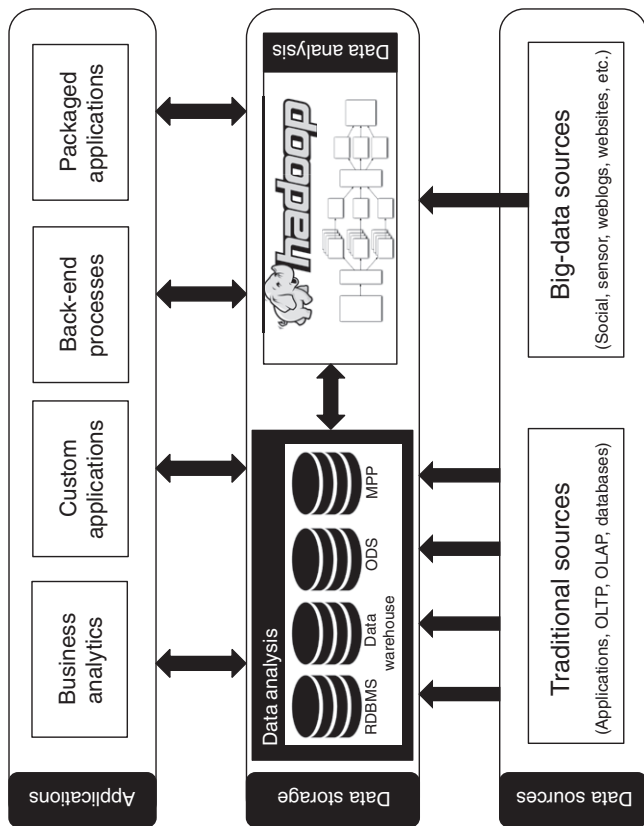 Applications
Business
analytics
Custom
applications
Back-end
processes
Packaged
applications
Data storage
Data analysis
RDBMS
Data
warehouse
ODS
MPP
hadoop
Data analysis
Data sources
Traditional sources
(Applications, OLTP, OLAP, databases)
Big-data sources
(Social, sensor, weblogs, websites, etc.)